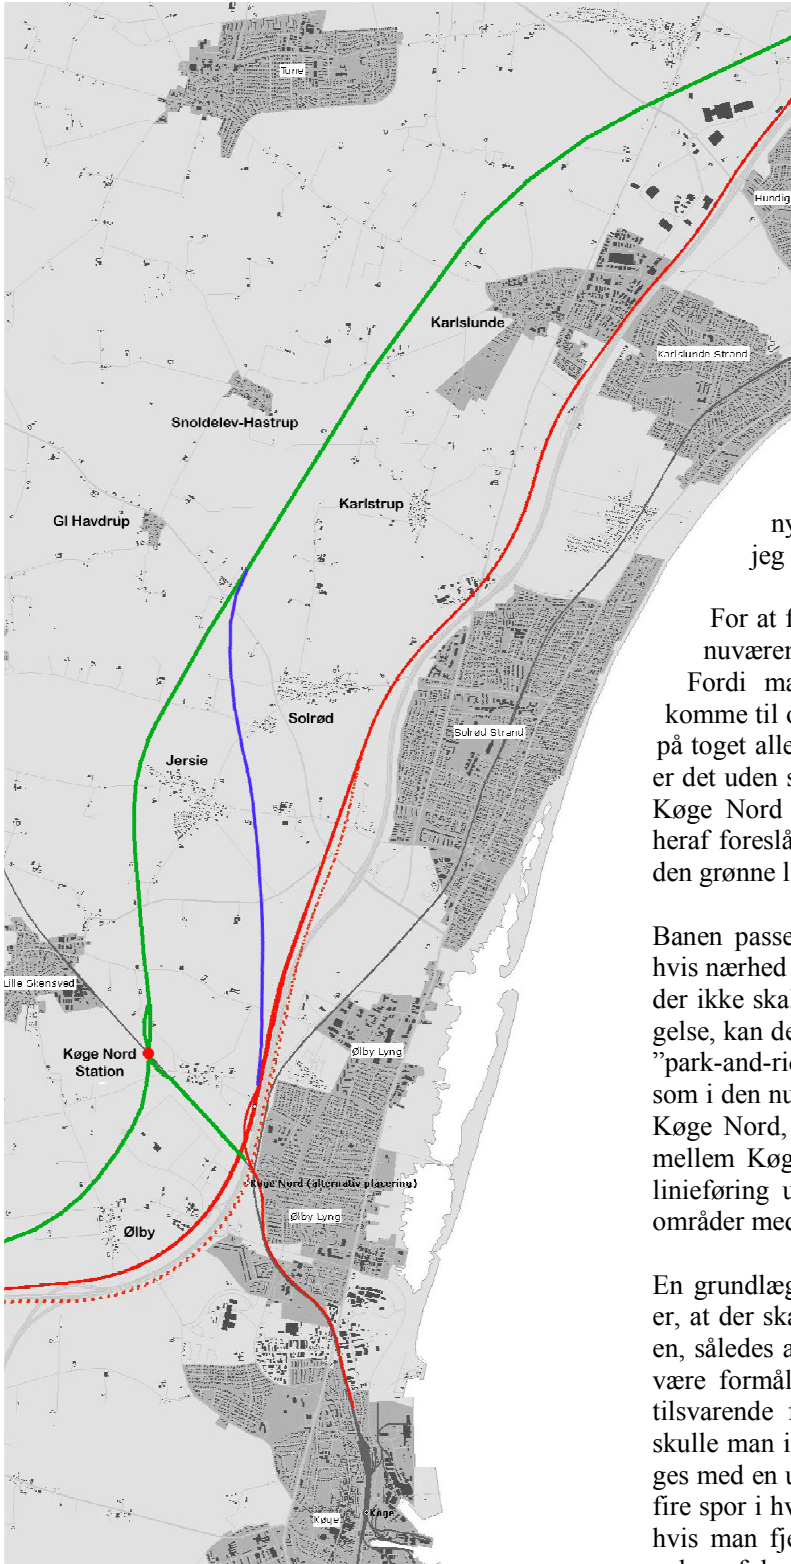 Tune
Hundig
Karlslunde
Karlslunde Strand
Snoldelev-Hastrup
Karlstrup
Gl Havdrup
ny
jeg
For at f
nuværen
Fordi ma
komme til o
på toget alle
er det uden s
Køge Nord
heraf foreslå
den grønne l
Solrød
Solrød Strand
Jersie
Banen passe
hvis nærhed
der ikke skal
gelse, kan de
”park-and-ric
som i den nu
Køge Nord,
mellem Køg
linieføring u
områder med
Lille Skensved
Ølby Lyng
Køge Nord
Station
Køge Nord (alternativ placering)
Ølby Lyng
Ølby
En grundlæg
er, at der ska
en, således a
være formål
tilsvarende f
skulle man i
ges med en u
fire spor i hv
hvis man fje
Køge
Køge